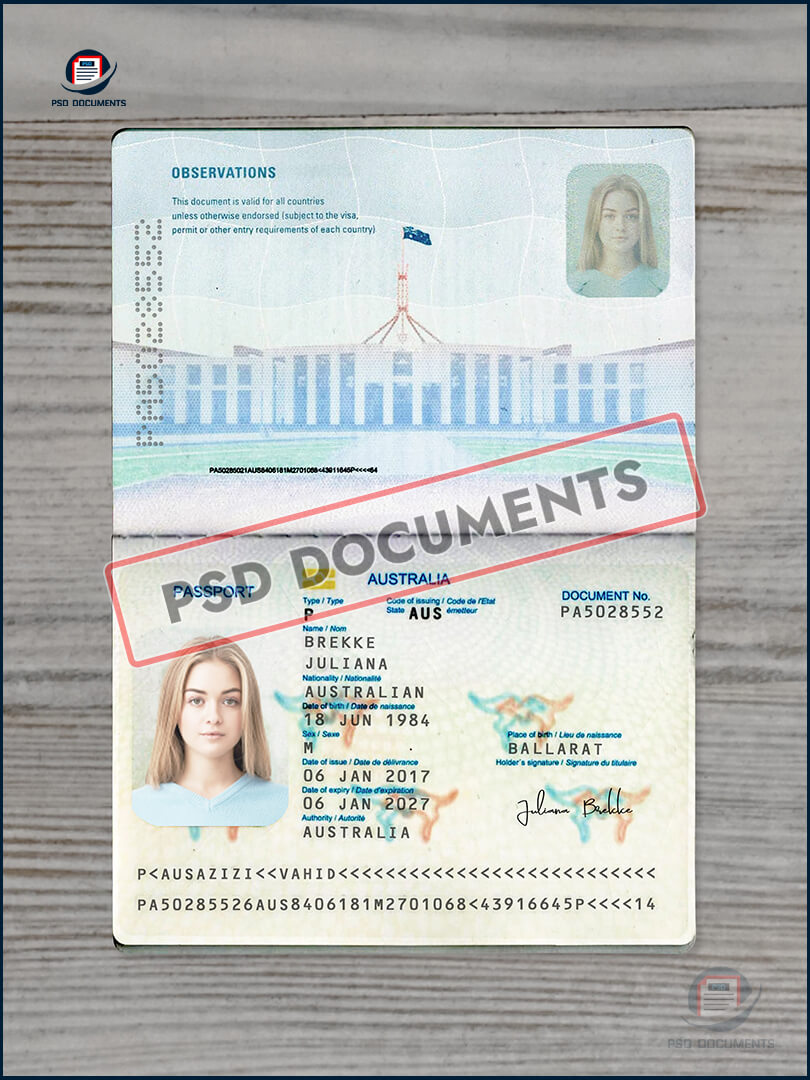 PSD DOCUMENTS
OBSERVATIONS
This document is valid for all countries
unless otherwise endorsed (subject to the visa,
permit or other entry requirements of each country)
PA50285021AUS8406181M2701068<43911645P<<<<64
PSD DOCUMENTS
PASSPORT
AUSTRALIA
Type / Type
Code of issuing / Code de l'Etat
State AUS émetteur
DOCUMENT No.
P
PA5028552
Name / Nom
BREKKE
JULIANA
Nationality / Nationalité
AUSTRALIAN
Date of birth / Date de naissance
18 JUN 1984
Sex / Sexe
Place of birth / Lieu de naissance
M
BALLARAT
Date of issue / Date de délivrance
Holder's signature / Signature du titulaire
06 JAN 2017
Date of expiry / Date d'expiration
06 JAN 2027
Juliana Brekke
Authority / Autorité
AUSTRALIA
P<AUSAZIZI<<VAHID<<<<<<<<<<<<<<<<<<<<<<<<<<<
PA50285526AUS8406181M2701068<43916645P<<<<14
PSD DOCUMENTS